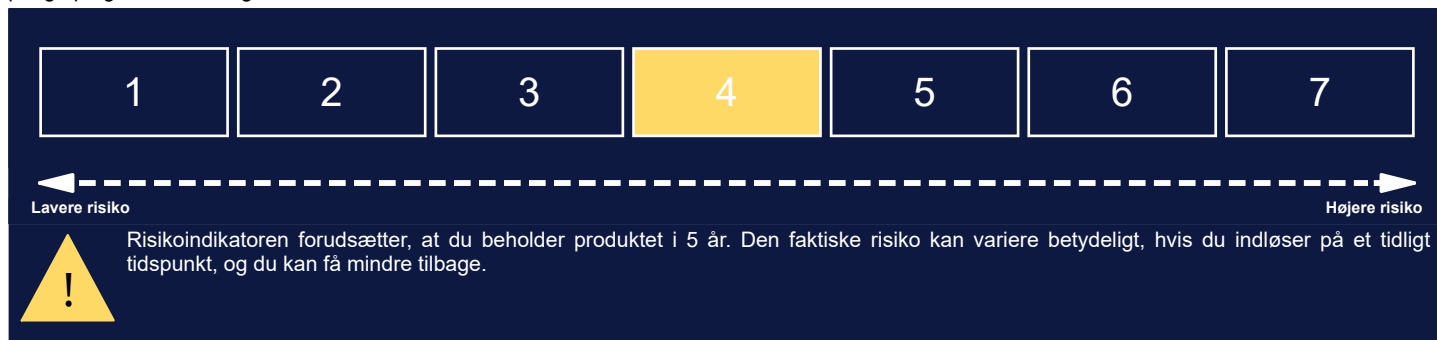 1 2 3 4 5 6 7
Lavere risiko Højere risiko
Risikoindikatoren forudsætter, at du beholder produktet i 5 år. Den faktiske risiko kan variere betydeligt, hvis du indløser på et tidligt
tidspunkt, og du kan få mindre tilbage.
!